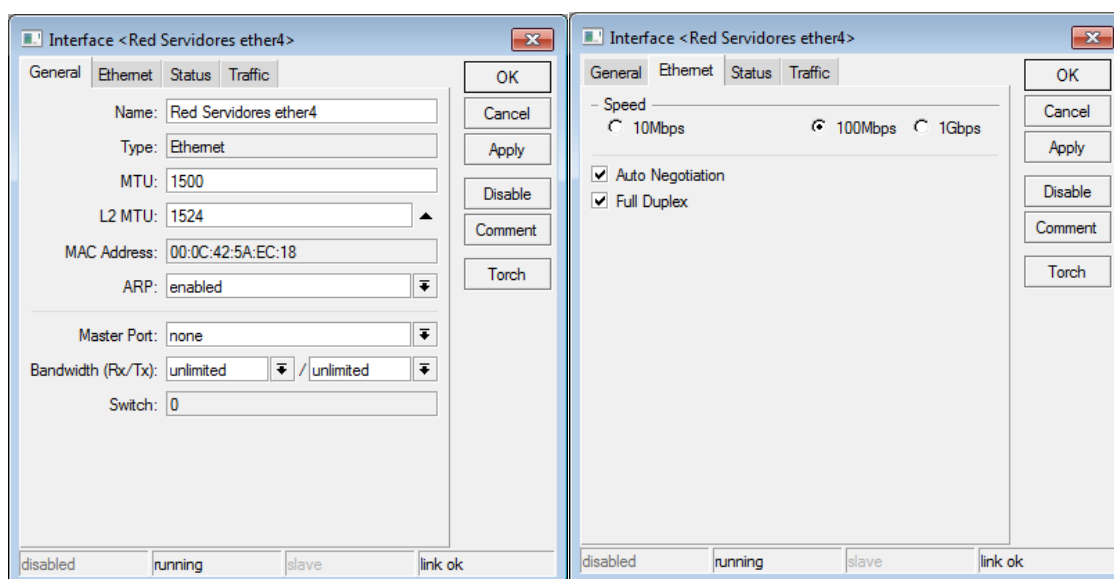 Interface <Red Servidores ether4>
General Ethernet Status Traffic
Name: Red Servidores ether4
Type: Ethernet
MTU: 1500
L2 MTU: 1524
MAC Address: 00:0C:42:5A:EC:18
ARP: enabled
Master Port: none
Bandwidth (Rx/Tx): unlimited / unlimited
Switch: 0
OK
Cancel
Apply
Disable
Comment
Torch
disabled running slave link ok
Interface <Red Servidores ether4>
General Ethernet Status Traffic
Speed
10Mbps 100Mbps 1Gbps
Auto Negotiation
Full Duplex
OK
Cancel
Apply
Disable
Comment
Torch
disabled running slave link ok